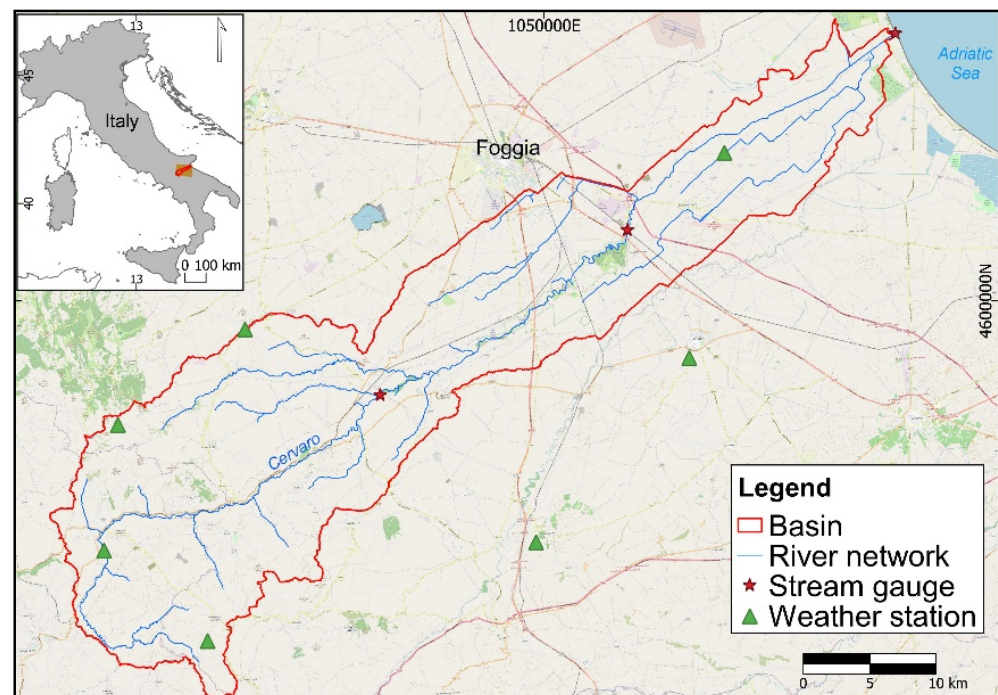 13
1050000E
45
Italy
40
0 100 km
13
Adriatic
Sea
Foggia
4600000N
Cervaro
Legend
Basin
River network
Stream gauge
Weather station
0 5 10 km